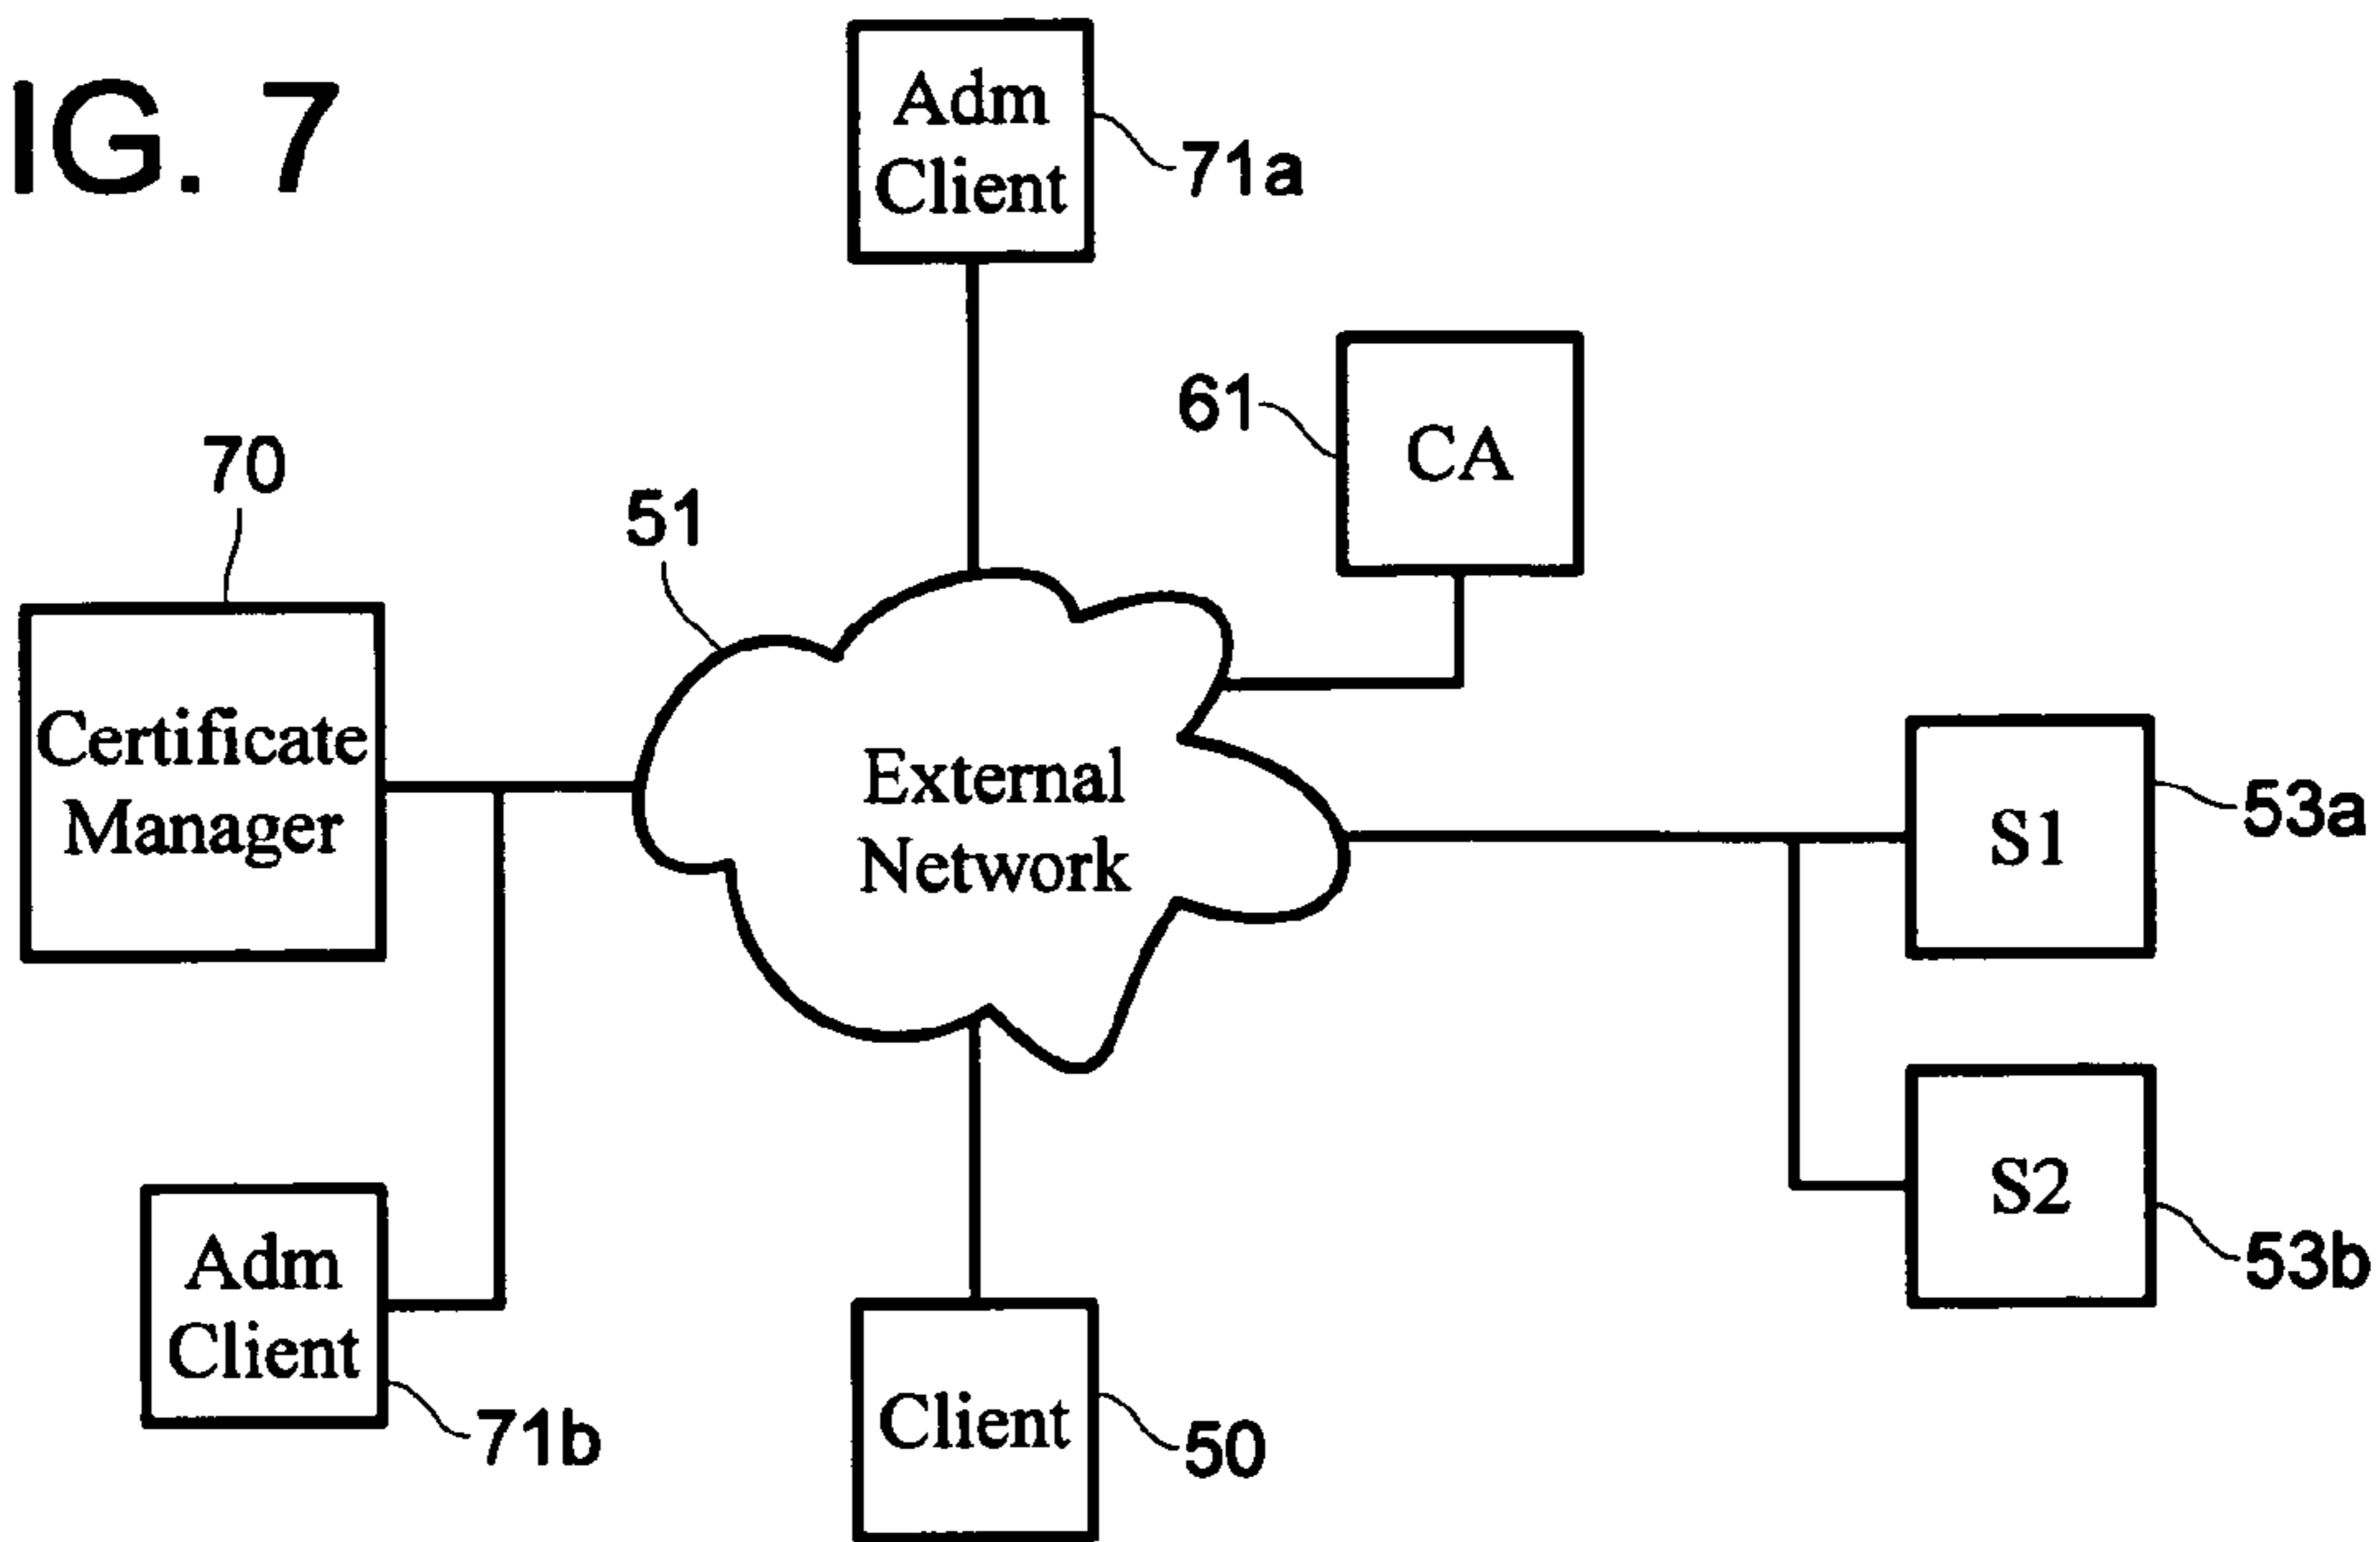 IG. 7
Adm
Client
71a
61
CA
70
51
Certificate
Manager
External
Network
S1
53a
S2
53b
Adm
Client
71b
Client
50